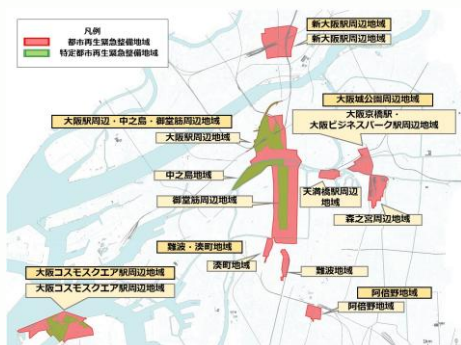 凡例
都市再生緊急整備地域
特定都市再生緊急整備地域
新大阪駅周辺地域
新大阪駅周辺地域
大阪城公園周辺地域
大阪京橋駅・
大阪ビジネスパーク駅周辺地域
大阪駅周辺・中之島・御堂筋周辺地域
大阪駅周辺地域
中之島地域
天満橋駅周辺
地域
御堂筋周辺地域
森之宮周辺地域
難波・湊町地域
湊町地域
難波地域
大阪コスモスクエア駅周辺地域
大阪コスモスクエア駅周辺地域
阿倍野地域
阿倍野地域